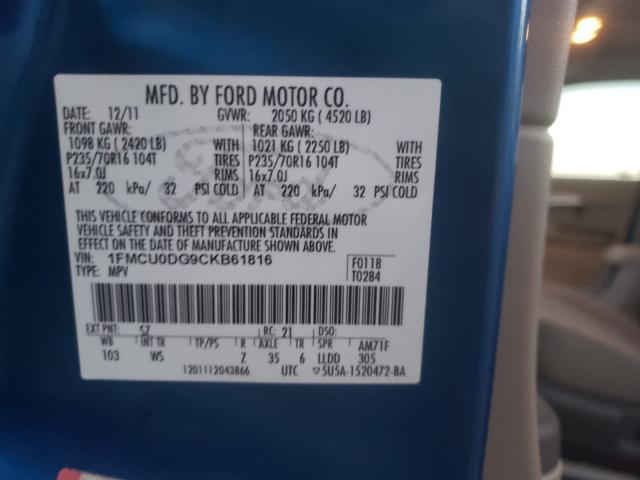 MFD. BY FORD MOTOR CO.
DATE: 12/11 GVWR: 2050 KG ( 4520 LB)
FRONT GAWR: REAR GAWR:
1098 KG ( 2420 LB) WITH 1021 KG ( 2250 LB) WITH
P235/70R16 104T TIRES P235/70R16 104T TIRES
16x7.0J RIMS 16x7.0J RIMS
AT 220 kPa/ 32 PSI COLD AT 220 kPa/ 32 PSI COLD
THIS VEHICLE CONFORMS TO ALL APPLICABLE FEDERAL MOTOR
VEHICLE SAFETY AND THEFT PREVENTION STANDARDS IN
EFFECT ON THE DATE OF MANUFACTURE SHOWN ABOVE.
VIN: 1FMCU0DG9CKB61816 F0118
TYPE: MPV T0284
EXT PNT: SZ RC: 21 DSO:
WB INT TR TP/PS R AXLE TR SPR AM71F
103 WS Z 35 6 LLDD 305
1201112043866 UTC ▽5U5A-1520472-BA
Ford